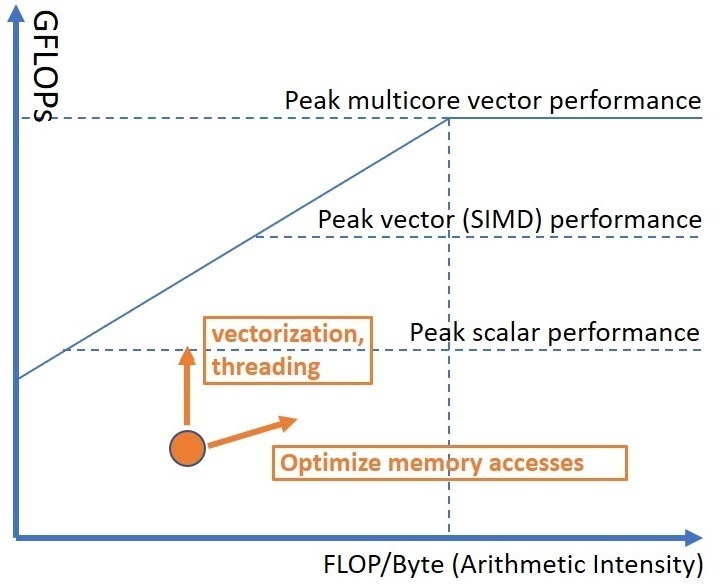 GFLOPs
Peak multicore vector performance
Peak vector (SIMD) performance
vectorization,
threading
Peak scalar performance
Optimize memory accesses
FLOP/Byte (Arithmetic Intensity)